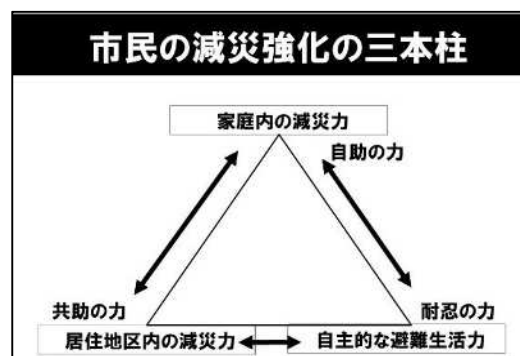 市民の減災強化の三本柱
家庭内の減災力
自助の力
共助の力
耐忍の力
居住地区内の減災力
自主的な避難生活力